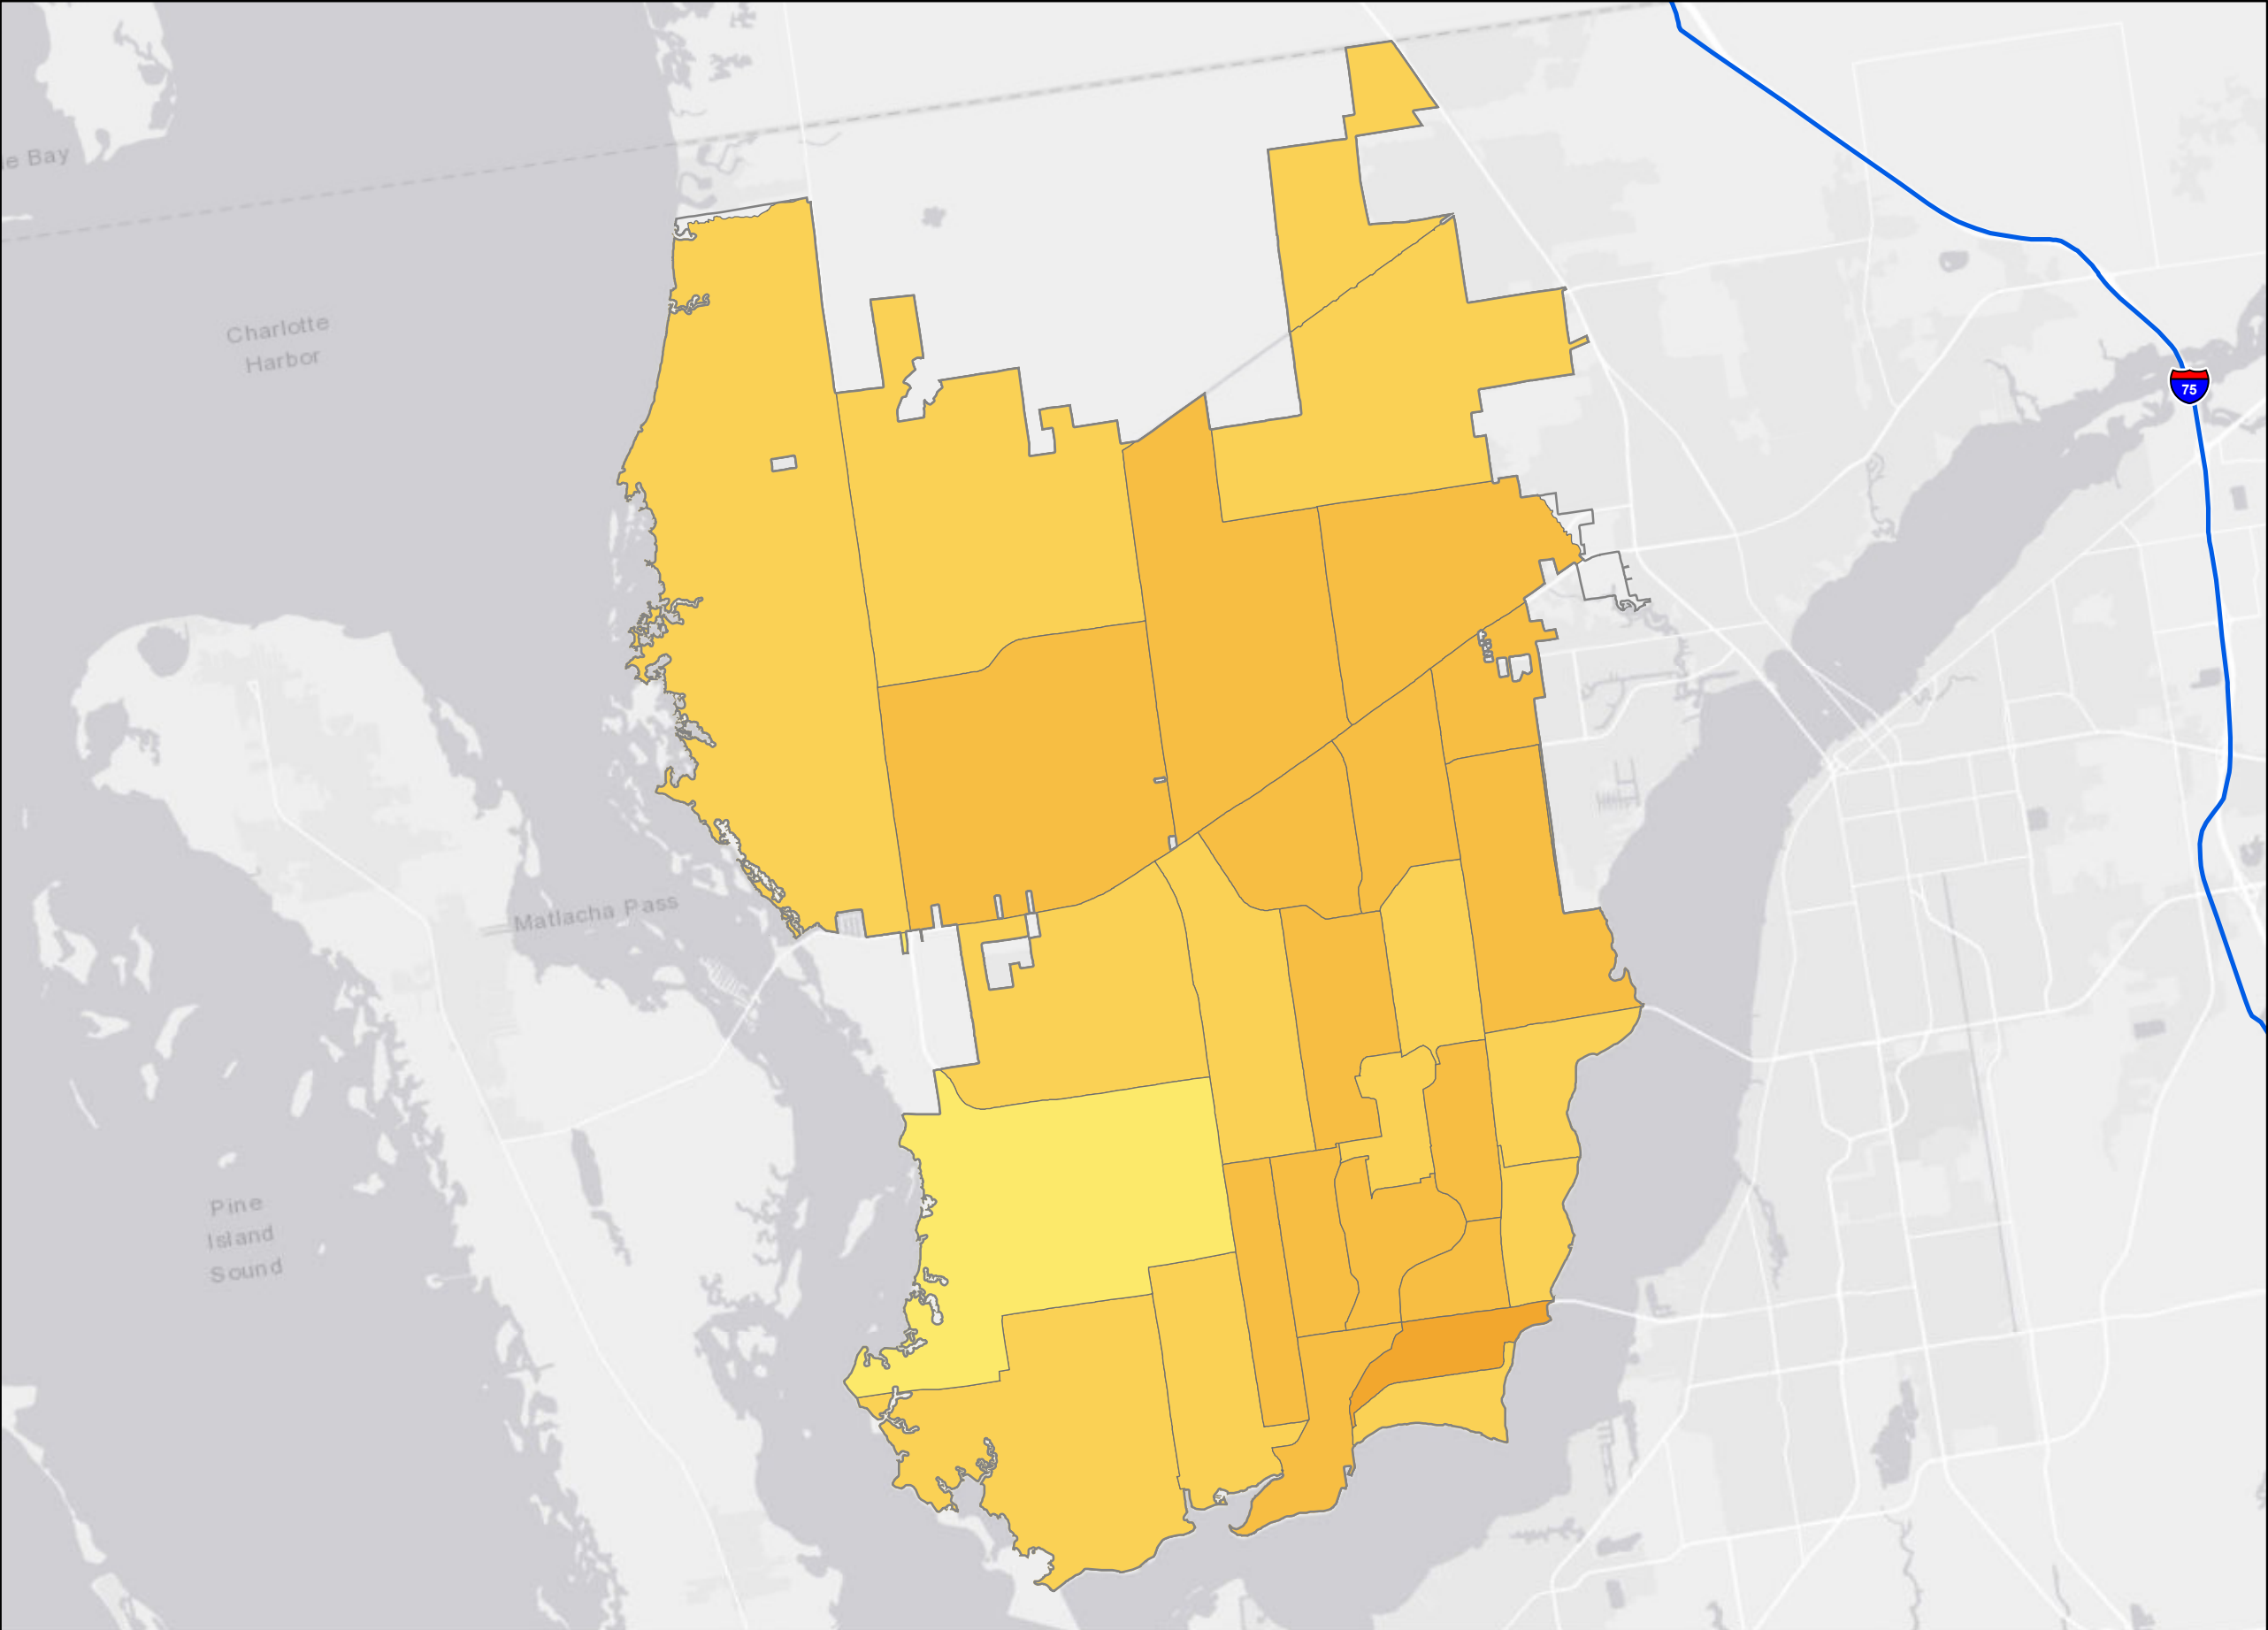 e Bay
Charlotte
Harbor
75
Matlacha Pass
Pine
Island
Sound